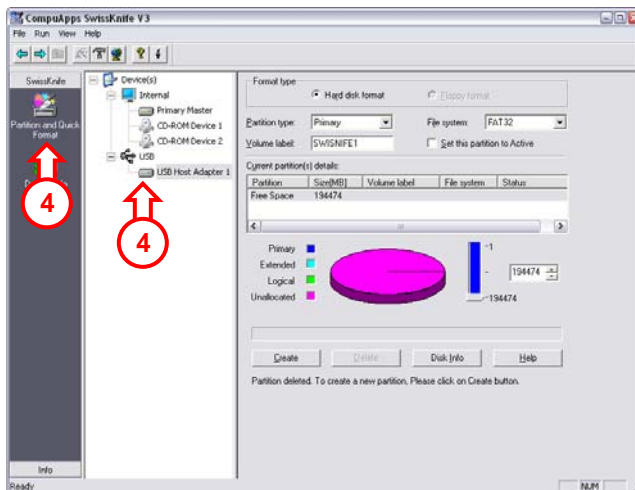 CompuApps SwissKnife V3
File Run View Help
SwissKnife
Partition and Quick
Format
4
Device(s)
Internal
Primary Master
CD-ROM Device 1
CD-ROM Device 2
USB
USB Host Adapter 1
4
Format type
Hard disk format
Floppy format
Partition type: Primary
File system: FAT32
Volume label: SWISNIFE1
Set this partition to Active
Current partition(s) details:
Partition Size[MB] Volume label File system Status
Free Space 194474
Primary
Extended
Logical
Unallocated
-1
-
-194474
194474
Create Delete Disk Info Help
Partition deleted. To create a new partition, Please click on Create button.
Info
Ready
NUM